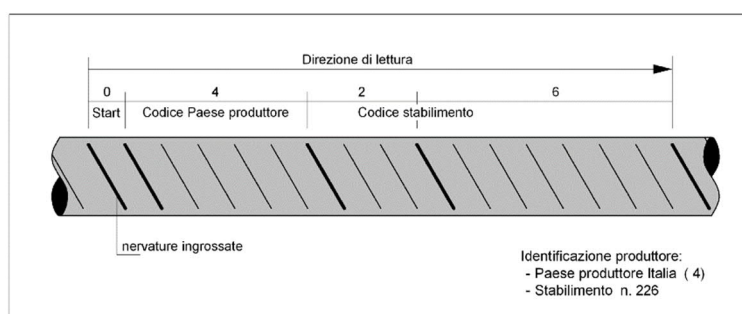 Direzione di lettura
0 4 2 6
Start Codice Paese produttore Codice stabilimento
nervature ingrossate
Identificazione produttore:
- Paese produttore Italia ( 4)
- Stabilimento n. 226